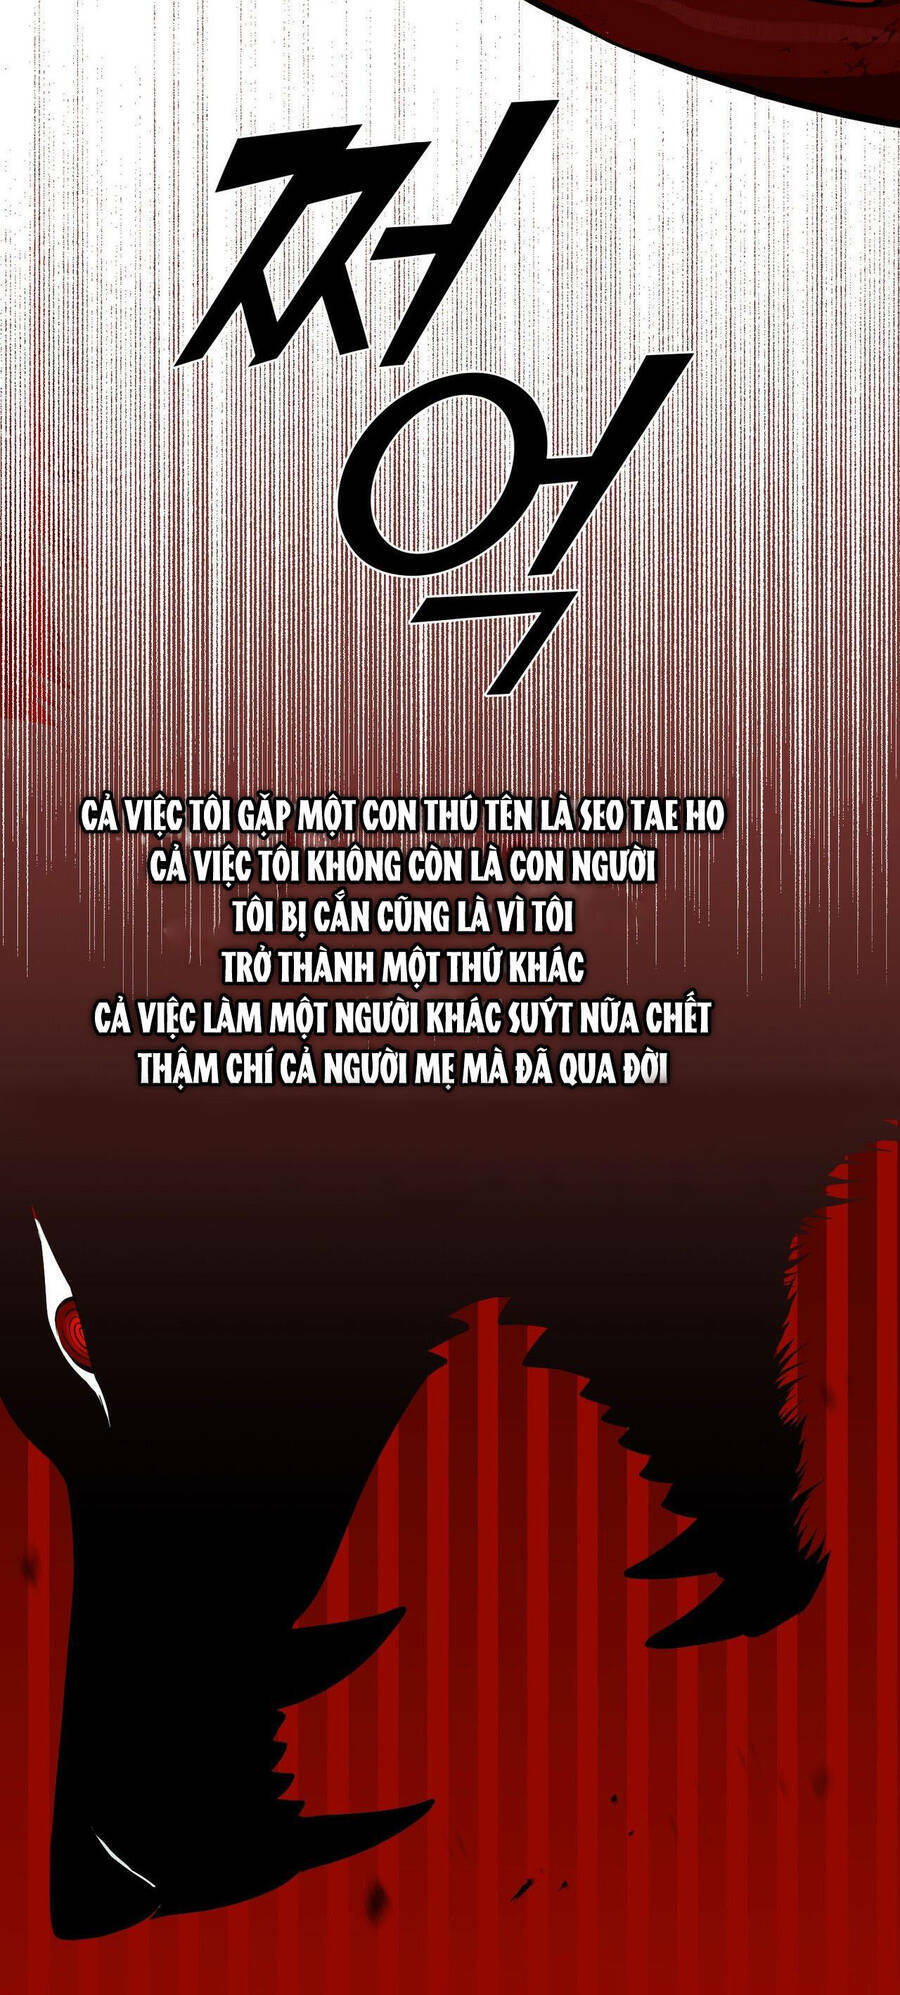 쩌
어
ㄱ
CẢ VIỆC TÔI GẶP MỘT CON THÚ TÊN LÀ SEO TAE HO
CẢ VIỆC TÔI KHÔNG CÒN LÀ CON NGƯỜI
TÔI BỊ CẮN CŨNG LÀ VÌ TÔI
TRỞ THÀNH MỘT THỨ KHÁC
CẢ VIỆC LÀM MỘT NGƯỜI KHÁC SUÝT NỮA CHẾT
THẬM CHÍ CẢ NGƯỜI MẸ MÀ ĐÃ QUA ĐỜI